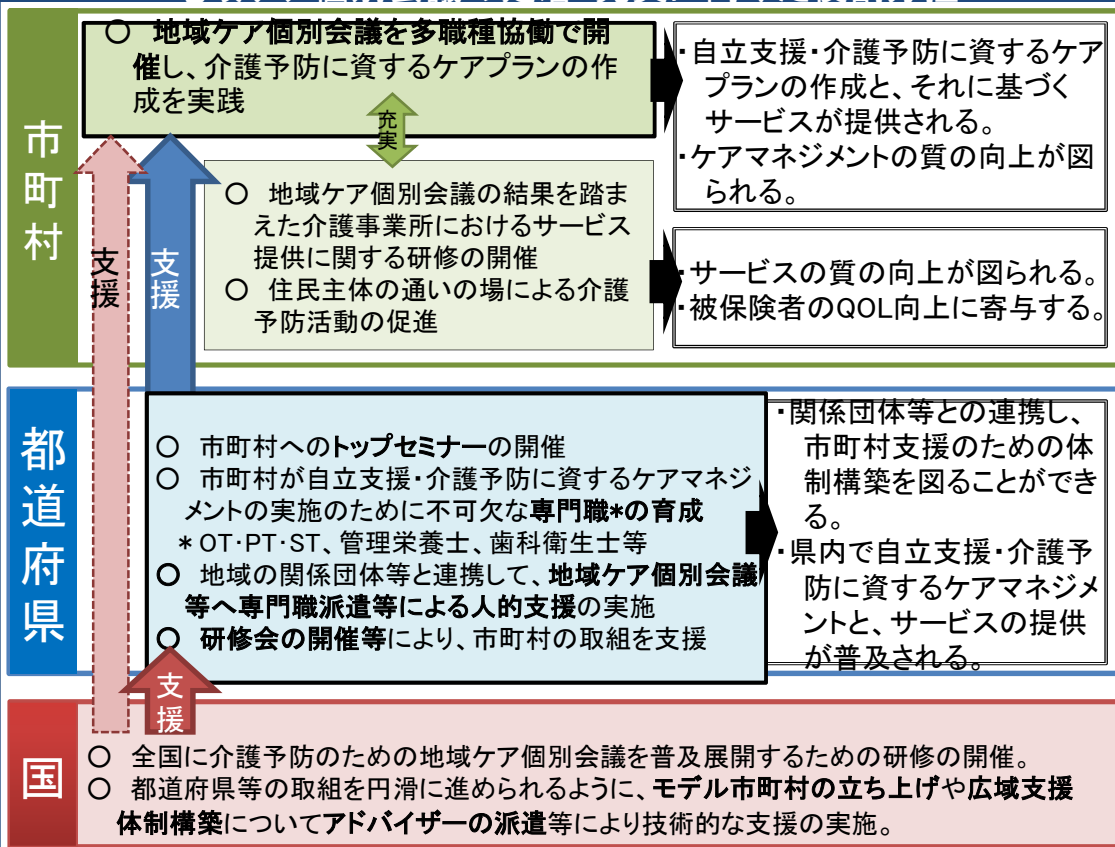 市町村
○ 地域ケア個別会議を多職種協働で開
催し、介護予防に資するケアプランの作
成を実践
充実
○ 地域ケア個別会議の結果を踏ま
えた介護事業所におけるサービス
提供に関する研修の開催
○ 住民主体の通いの場による介護
予防活動の促進
・自立支援・介護予防に資するケア
プランの作成と、それに基づく
サービスが提供される。
・ケアマネジメントの質の向上が図
られる。
・サービスの質の向上が図られる。
・被保険者のQOL向上に寄与する。
支援
支援
都道府県
○ 市町村へのトップセミナーの開催
○ 市町村が自立支援・介護予防に資するケアマネジ
メントの実施のために不可欠な専門職*の育成
* OT・PT・ST、管理栄養士、歯科衛生士等
○ 地域の関係団体等と連携して、地域ケア個別会議
等へ専門職派遣等による人的支援の実施
○ 研修会の開催等により、市町村の取組を支援
・関係団体等との連携し、
市町村支援のための体
制構築を図ることができ
る。
・県内で自立支援・介護予
防に資するケアマネジメ
ントと、サービスの提供
が普及される。
支援
国
○ 全国に介護予防のための地域ケア個別会議を普及展開するための研修の開催。
○ 都道府県等の取組を円滑に進められるように、モデル市町村の立ち上げや広域支援
体制構築についてアドバイザーの派遣等により技術的な支援の実施。